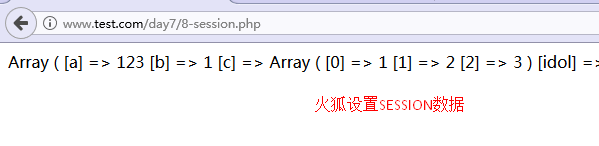 www.test.com/day7/8-session.php
Array ( [a] => 123 [b] => 1 [c] => Array ( [0] => 1 [1] => 2 [2] => 3 ) [idol] =>
火狐设置SESSION数据